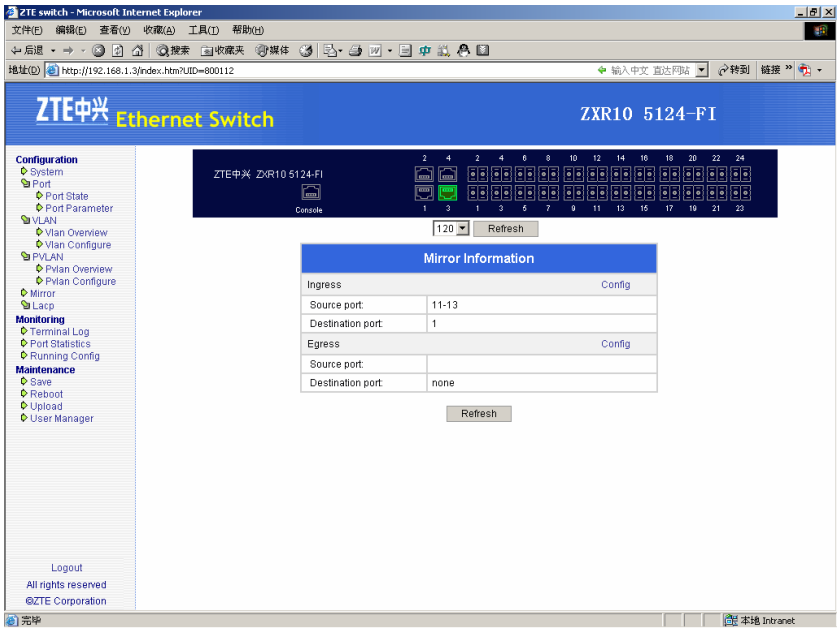 ZTE switch - Microsoft Internet Explorer
文件(F) 编辑(E) 查看(V) 收藏(A) 工具(T) 帮助(H)
后退 搜索 收藏夹 媒体
地址(D) http://192.168.1.3/index.htm?UID=800112 输入中文 直达网站 转到 链接 »
ZTE中兴 Ethernet Switch ZXR10 5124-FI
Configuration
System
Port
Port State
Port Parameter
VLAN
Vlan Overview
Vlan Configure
PVLAN
Pvlan Overview
Pvlan Configure
Mirror
Lacp
Monitoring
Terminal Log
Port Statistics
Running Config
Maintenance
Save
Reboot
Upload
User Manager
Logout
All rights reserved
©ZTE Corporation
2 4 2 4 6 8 10 12 14 16 18 20 22 24
ZTE中兴 ZXR10 5124-FI
Console
1 3 1 3 5 7 9 11 13 15 17 19 21 23
120 Refresh
Mirror Information
Ingress Config
Source port: 11-13
Destination port: 1
Egress Config
Source port:
Destination port: none
Refresh
完毕 本地 Intranet